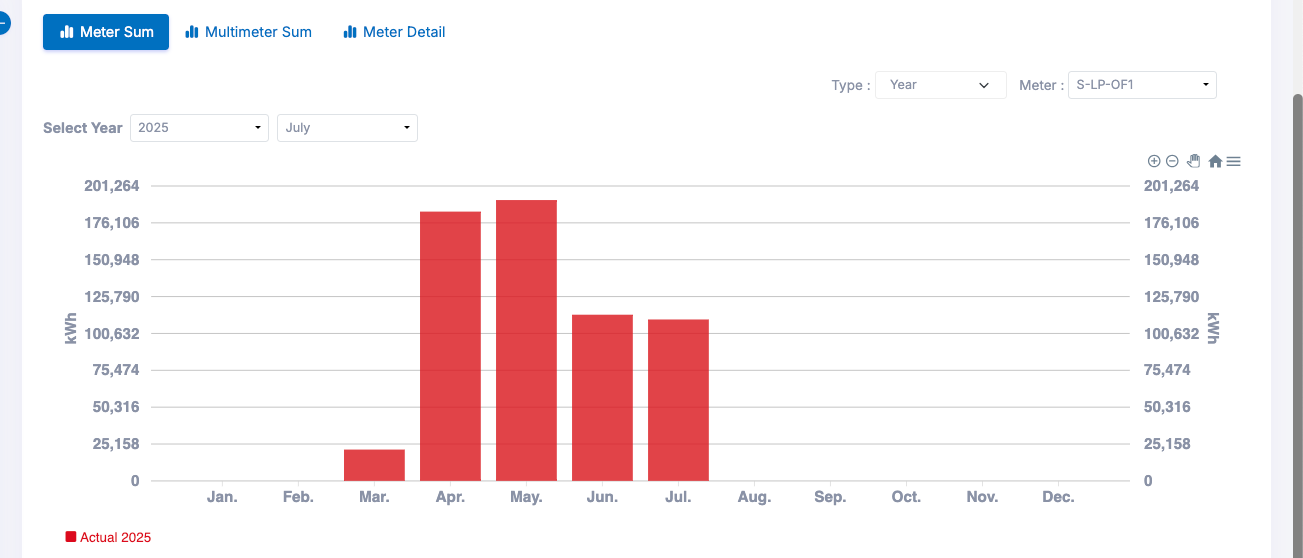 Meter Sum Multimeter Sum Meter Detail
Type : Year Meter : S-LP-OF1
Select Year 2025 July
201,264 201,264
176,106 176,106
150,948 150,948
125,790 125,790
kWh 100,632 100,632 kWh
75,474 75,474
50,316 50,316
25,158 25,158
0 0
Jan. Feb. Mar. Apr. May. Jun. Jul. Aug. Sep. Oct. Nov. Dec.
Actual 2025